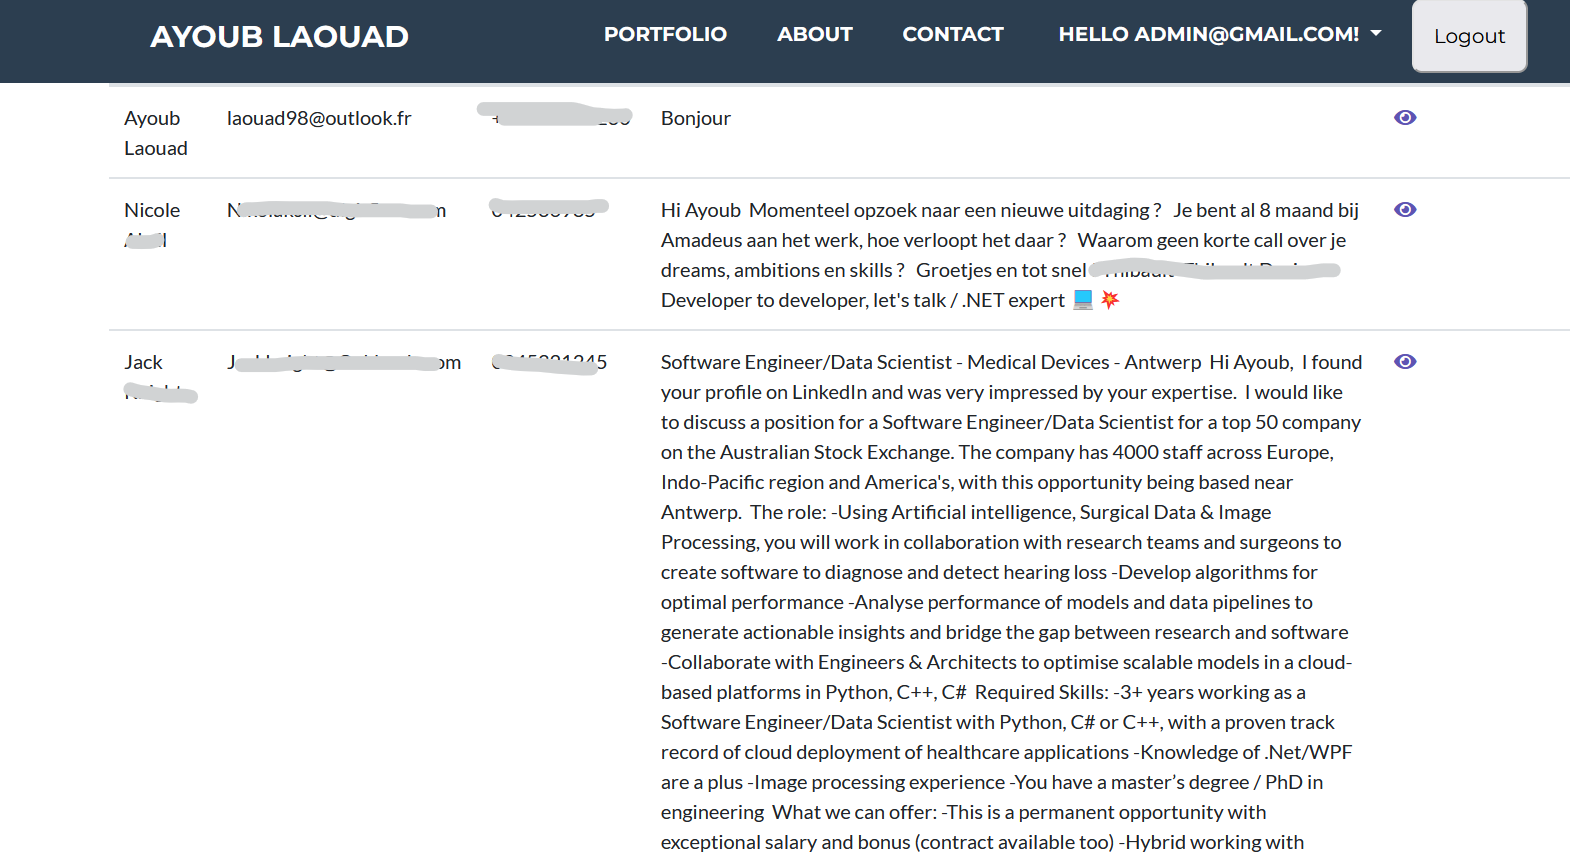 AYOUB LAOUAD
PORTFOLIO
ABOUT
CONTACT
HELLO ADMIN@GMAIL.COM!
Logout
Ayoub
Laouad
laouad98@outlook.fr
Bonjour
Nicole
Hi Ayoub  Momenteel opzoek naar een nieuwe uitdaging ?   Je bent al 8 maand bij
Amadeus aan het werk, hoe verloopt het daar ?   Waarom geen korte call over je
dreams, ambitions en skills ?   Groetjes en tot snel
Developer to developer, let's talk / .NET expert 💻 💥
Jack
Software Engineer/Data Scientist - Medical Devices - Antwerp  Hi Ayoub,  I found
your profile on LinkedIn and was very impressed by your expertise.  I would like
to discuss a position for a Software Engineer/Data Scientist for a top 50 company
on the Australian Stock Exchange. The company has 4000 staff across Europe,
Indo-Pacific region and America's, with this opportunity being based near
Antwerp.  The role: -Using Artificial intelligence, Surgical Data & Image
Processing, you will work in collaboration with research teams and surgeons to
create software to diagnose and detect hearing loss -Develop algorithms for
optimal performance -Analyse performance of models and data pipelines to
generate actionable insights and bridge the gap between research and software
-Collaborate with Engineers & Architects to optimise scalable models in a cloud-
based platforms in Python, C++, C#  Required Skills: -3+ years working as a
Software Engineer/Data Scientist with Python, C# or C++, with a proven track
record of cloud deployment of healthcare applications -Knowledge of .Net/WPF
are a plus -Image processing experience -You have a master’s degree / PhD in
engineering  What we can offer: -This is a permanent opportunity with
exceptional salary and bonus (contract available too) -Hybrid working with